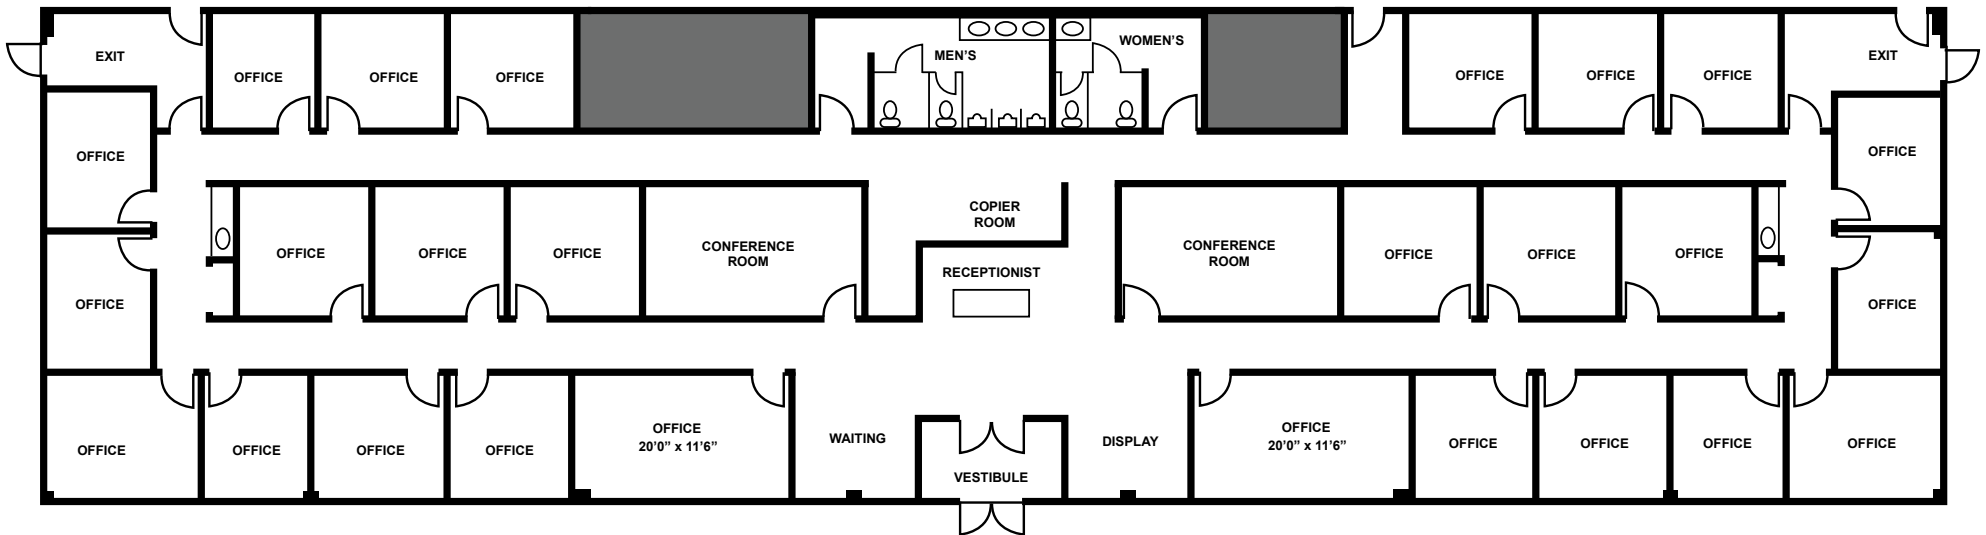 EXIT
MEN'S
WOMEN'S
EXIT
OFFICE
OFFICE
OFFICE
OFFICE
OFFICE
OFFICE
OFFICE
OFFICE
COPIER
ROOM
OFFICE
OFFICE
OFFICE
CONFERENCE
ROOM
CONFERENCE
ROOM
OFFICE
OFFICE
OFFICE
RECEPTIONIST
OFFICE
OFFICE
OFFICE
OFFICE
OFFICE
OFFICE
OFFICE
20'0" x 11'6"
WAITING
DISPLAY
OFFICE
20'0" x 11'6"
OFFICE
OFFICE
OFFICE
OFFICE
VESTIBULE